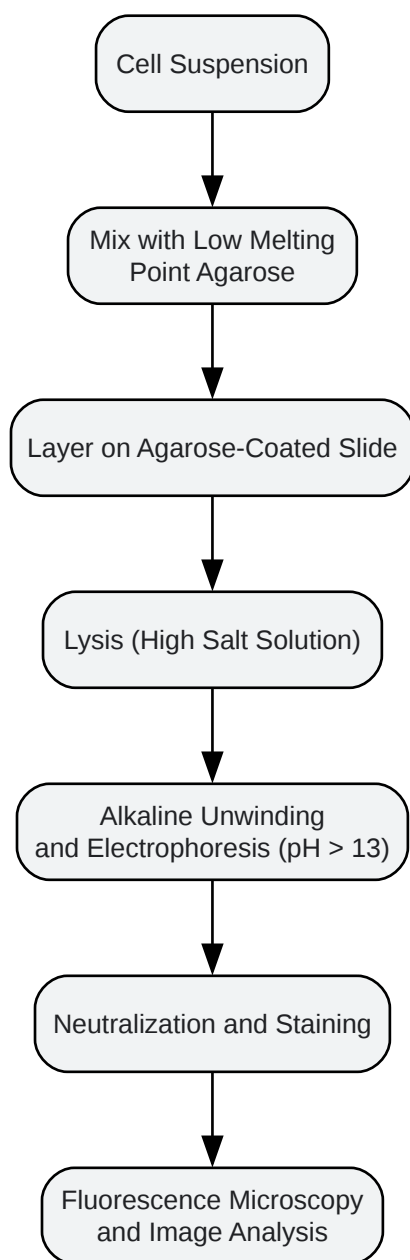 Cell Suspension
Mix with Low Melting
Point Agarose
Layer on Agarose-Coated Slide
Lysis (High Salt Solution)
Alkaline Unwinding
and Electrophoresis (pH > 13)
Neutralization and Staining
Fluorescence Microscopy
and Image Analysis